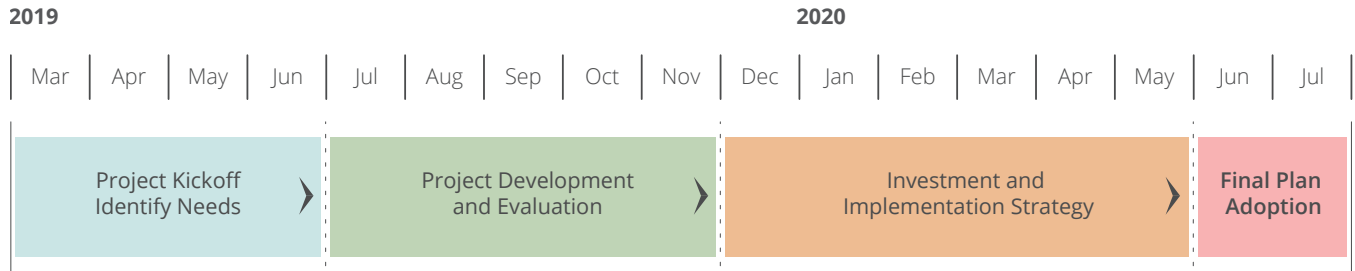 2019 2020
Mar Apr May Jun Jul Aug Sep Oct Nov Dec Jan Feb Mar Apr May Jun Jul
Project Kickoff
Identify Needs
Project Development
and Evaluation
Investment and
Implementation Strategy
Final Plan
Adoption